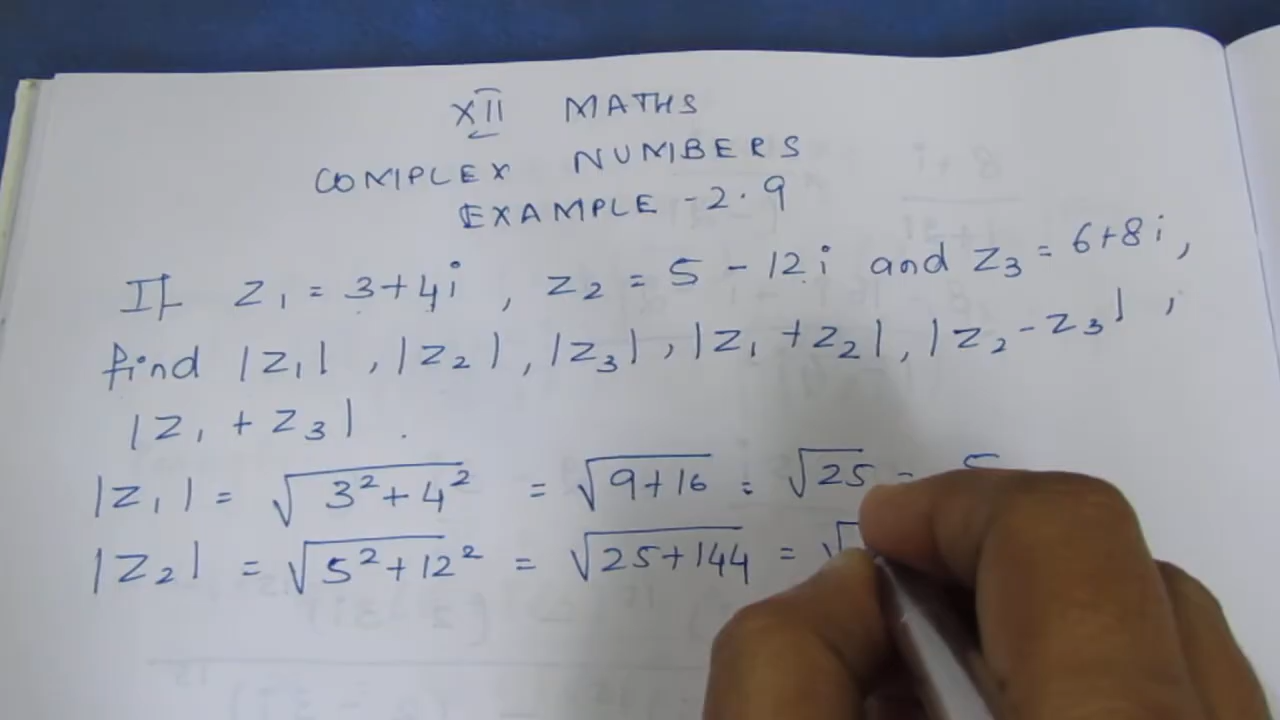 XII MATHS
COMPLEX NUMBERS
EXAMPLE -2.9
If z₁ = 3+4i, z₂ = 5 - 12i and z₃ = 6+8i,
find |z₁|, |z₂|, |z₃|, |z₁ + z₂|, |z₂ - z₃|,
|z₁ + z₃|.
|z₁| = √3²+4² = √9+16 = √25 =
|z₂| = √5²+12² = √25+144 = √